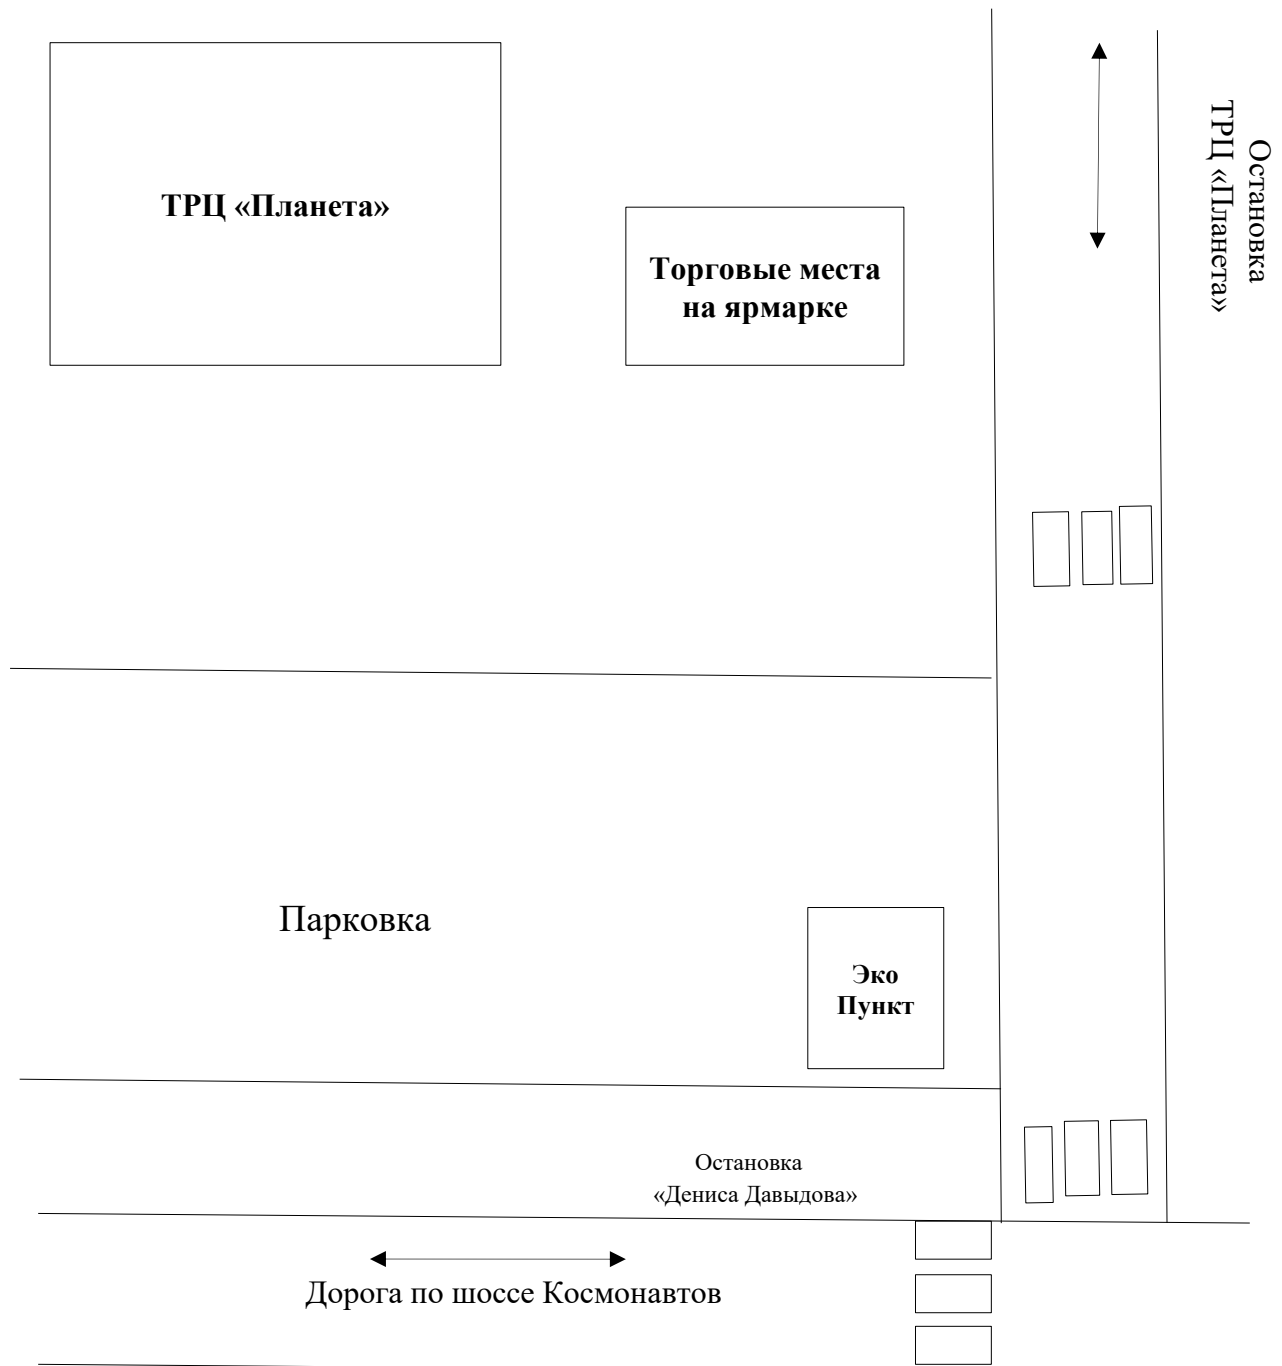 ТРЦ «Планета»
Торговые места
на ярмарке
Остановка
ТРЦ «Планета»
Парковка
Эко
Пункт
Остановка
«Дениса Давыдова»
Дорога по шоссе Космонавтов